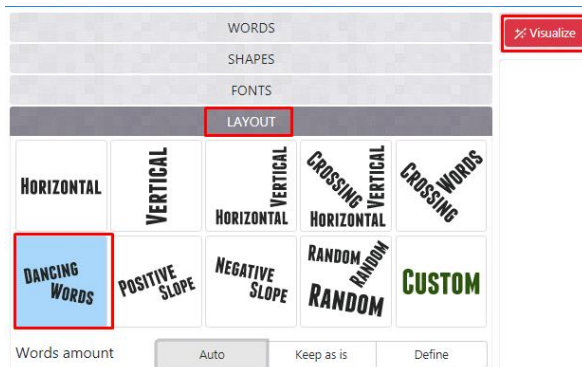 WORDS
Visualize
SHAPES
FONTS
LAYOUT
HORIZONTAL
VERTICAL
VERTICAL
HORIZONTAL
CROSSING
VERTICAL
HORIZONTAL
CROSSING
WORDS
DANCING
WORDS
POSITIVE
SLOPE
NEGATIVE
SLOPE
RANDOM
RANDOM
RANDOM
CUSTOM
Words amount Auto Keep as is Define